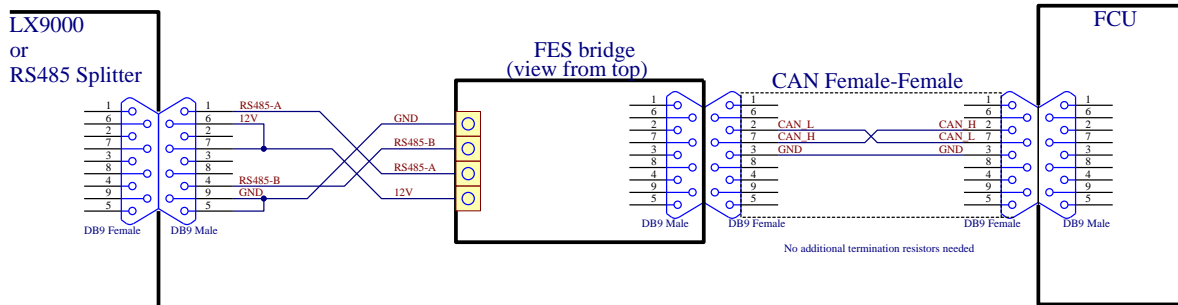 LX9000
or
RS485 Splitter
1
6
2
7
3
8
4
9
5
DB9 Female
1
6
2
7
3
8
4
9
5
DB9 Male
RS485-A
12V
RS485-B
GND
GND
RS485-B
RS485-A
12V
FES bridge
(view from top)
1
6
2
7
3
8
4
9
5
DB9 Male
CAN Female-Female
1
6
2
7
3
8
4
9
5
DB9 Female
CAN_L
CAN_H
GND
CAN_H
CAN_L
GND
No additional termination resistors needed
1
6
2
7
3
8
4
9
5
DB9 Female
FCU
1
6
2
7
3
8
4
9
5
DB9 Male